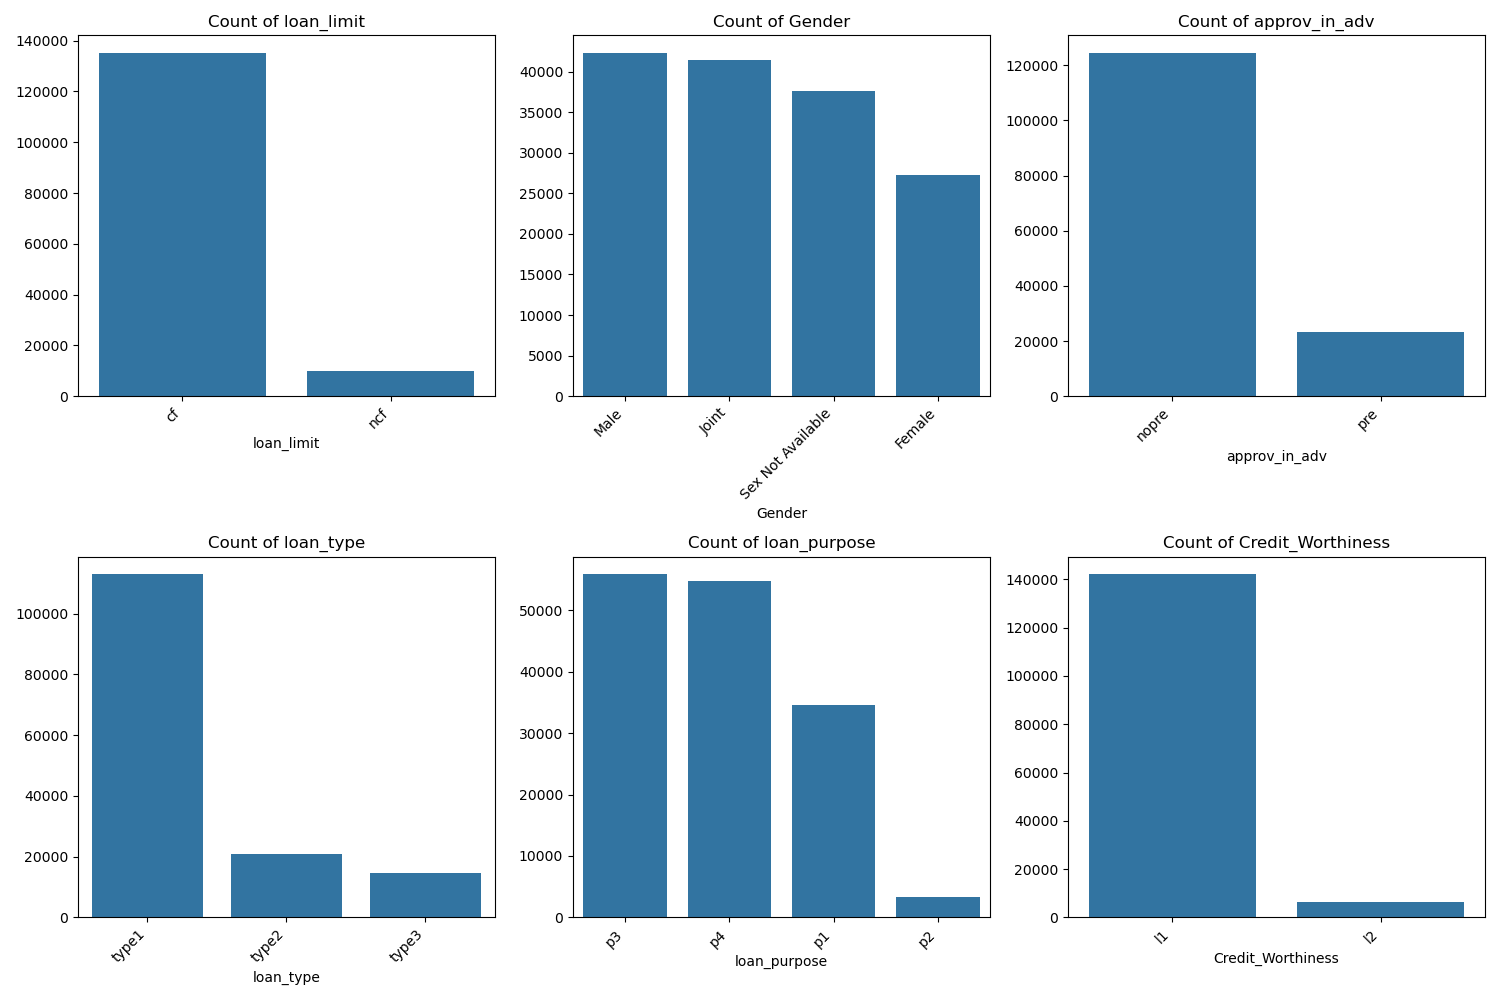 Count of loan_limit
140000
120000
100000
80000
60000
40000
20000
0
cf
ncf
loan_limit
Count of Gender
40000
35000
30000
25000
20000
15000
10000
5000
0
Male
Joint
Sex Not Available
Female
Gender
Count of approv_in_adv
120000
100000
80000
60000
40000
20000
0
nopre
pre
approv_in_adv
Count of loan_type
100000
80000
60000
40000
20000
0
type1
type2
type3
loan_type
Count of loan_purpose
50000
40000
30000
20000
10000
0
p3
p4
p1
p2
loan_purpose
Count of Credit_Worthiness
140000
120000
100000
80000
60000
40000
20000
0
l1
l2
Credit_Worthiness